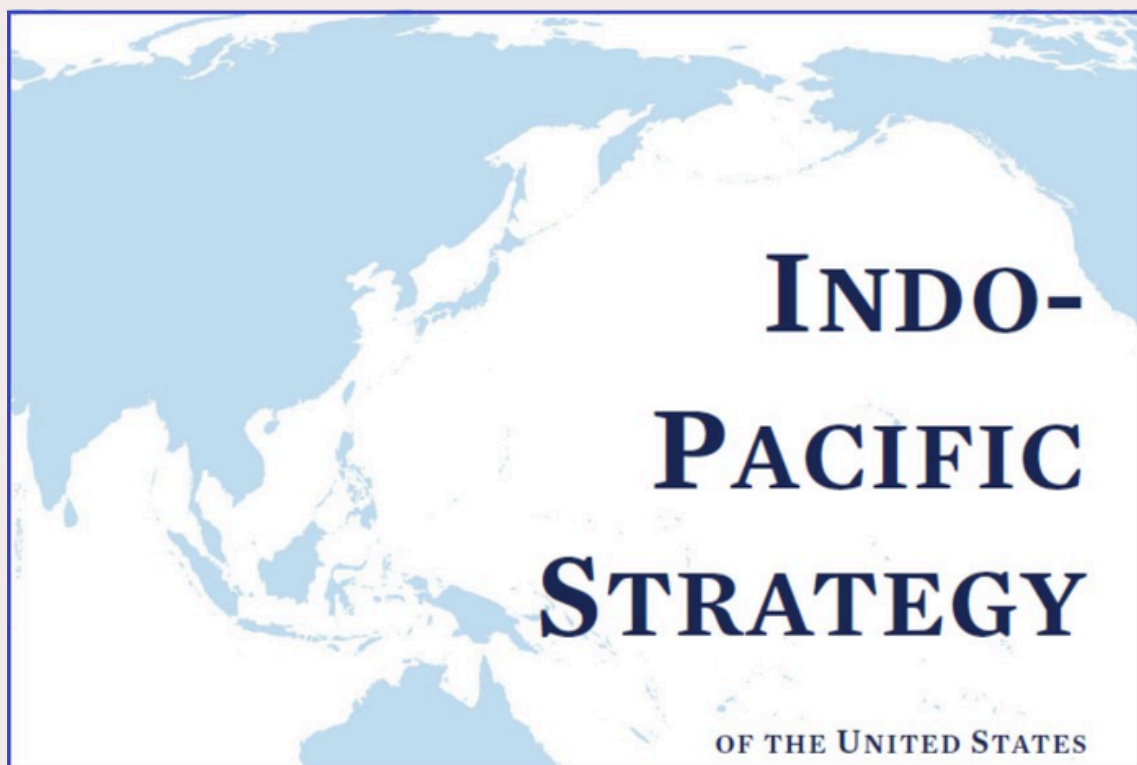 INDO-
PACIFIC
STRATEGY
OF THE UNITED STATES